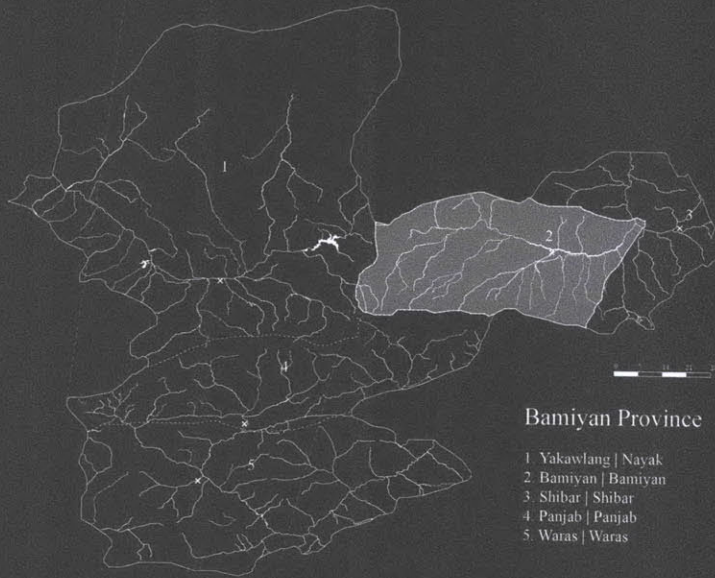 1
2
3
4
5
Bamiyan Province
1. Yakawlang | Nayak
2. Bamiyan | Bamiyan
3. Shibar | Shibar
4. Panjab | Panjab
5. Waras | Waras